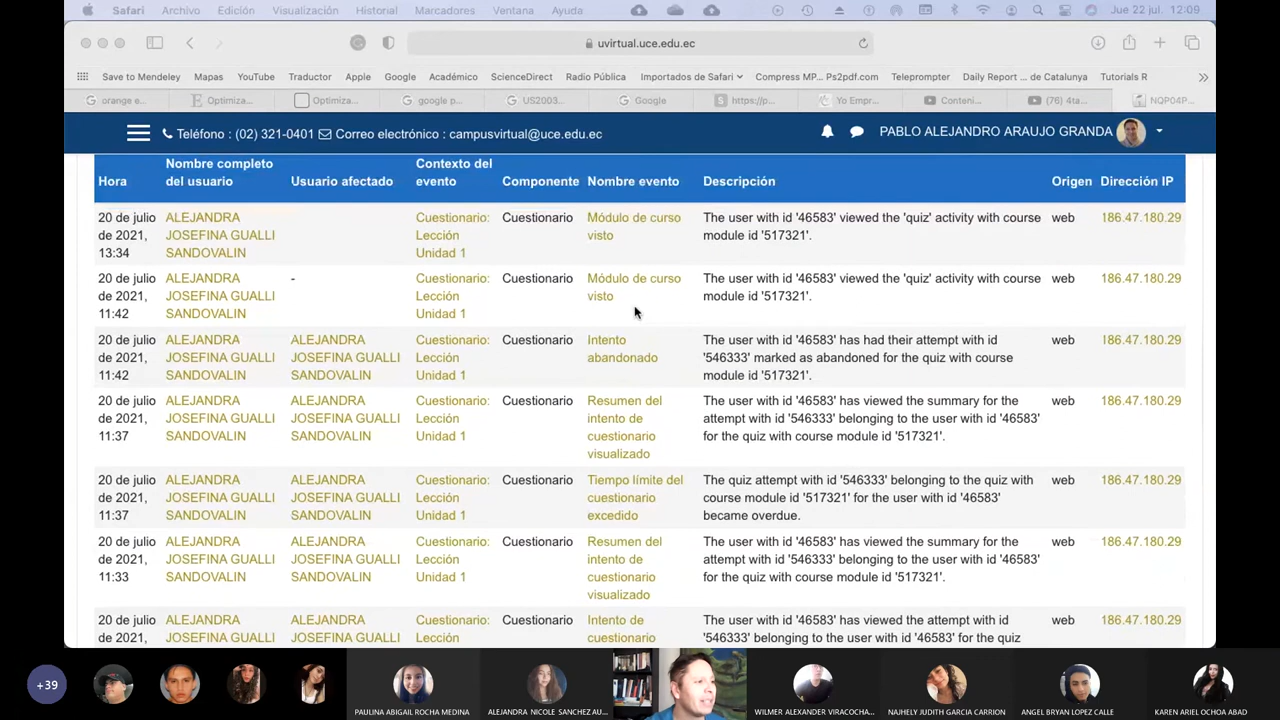 Safari Archivo Edición Visualización Historial Marcadores Ventana Ayuda Jue 22 jul. 12:09
uvirtual.uce.edu.ec
Save to Mendeley Mapas YouTube Traductor Apple Google Académico ScienceDirect Radio Pública Importados de Safari Compress MP... Ps2pdf.com Teleprompter Daily Report ... de Catalunya Tutorials R
orange e... Optimiza... Optimiza... google p... US2003... Google https://p... Yo Empr... Conteni... (76) 4ta... NQP04P...
Teléfono : (02) 321-0401 Correo electrónico : campusvirtual@uce.edu.ec PABLO ALEJANDRO ARAUJO GRANDA
Nombre completo Contexto del
Hora del usuario Usuario afectado evento Componente Nombre evento Descripción Origen Dirección IP
20 de julio ALEJANDRA Cuestionario: Cuestionario Módulo de curso The user with id '46583' viewed the 'quiz' activity with course web 186.47.180.29
de 2021, JOSEFINA GUALLI Lección visto module id '517321'.
13:34 SANDOVALIN Unidad 1
20 de julio ALEJANDRA - Cuestionario: Cuestionario Módulo de curso The user with id '46583' viewed the 'quiz' activity with course web 186.47.180.29
de 2021, JOSEFINA GUALLI Lección visto module id '517321'.
11:42 SANDOVALIN Unidad 1
20 de julio ALEJANDRA ALEJANDRA Cuestionario: Cuestionario Intento The user with id '46583' has had their attempt with id web 186.47.180.29
de 2021, JOSEFINA GUALLI JOSEFINA GUALLI Lección abandonado '546333' marked as abandoned for the quiz with course
11:42 SANDOVALIN SANDOVALIN Unidad 1 module id '517321'.
20 de julio ALEJANDRA ALEJANDRA Cuestionario: Cuestionario Resumen del The user with id '46583' has viewed the summary for the web 186.47.180.29
de 2021, JOSEFINA GUALLI JOSEFINA GUALLI Lección intento de attempt with id '546333' belonging to the user with id '46583'
11:37 SANDOVALIN SANDOVALIN Unidad 1 cuestionario for the quiz with course module id '517321'.
visualizado
20 de julio ALEJANDRA ALEJANDRA Cuestionario: Cuestionario Tiempo límite del The quiz attempt with id '546333' belonging to the quiz with web 186.47.180.29
de 2021, JOSEFINA GUALLI JOSEFINA GUALLI Lección cuestionario course module id '517321' for the user with id '46583'
11:37 SANDOVALIN SANDOVALIN Unidad 1 excedido became overdue.
20 de julio ALEJANDRA ALEJANDRA Cuestionario: Cuestionario Resumen del The user with id '46583' has viewed the summary for the web 186.47.180.29
de 2021, JOSEFINA GUALLI JOSEFINA GUALLI Lección intento de attempt with id '546333' belonging to the user with id '46583'
11:33 SANDOVALIN SANDOVALIN Unidad 1 cuestionario for the quiz with course module id '517321'.
visualizado
20 de julio ALEJANDRA ALEJANDRA Cuestionario: Cuestionario Intento de The user with id '46583' has viewed the attempt with id web 186.47.180.29
de 2021, JOSEFINA GUALLI JOSEFINA GUALLI Lección cuestionario '546333' belonging to the user with id '46583' for the quiz
+39 PAULINA ABIGAIL ROCHA MEDINA ALEJANDRA NICOLE SANCHEZ AU... WILMER ALEXANDER VIRACOCHA... NAJHELY JUDITH GARCIA CARRION ANGEL BRYAN LOPEZ CALLE KAREN ARIEL OCHOA ABAD